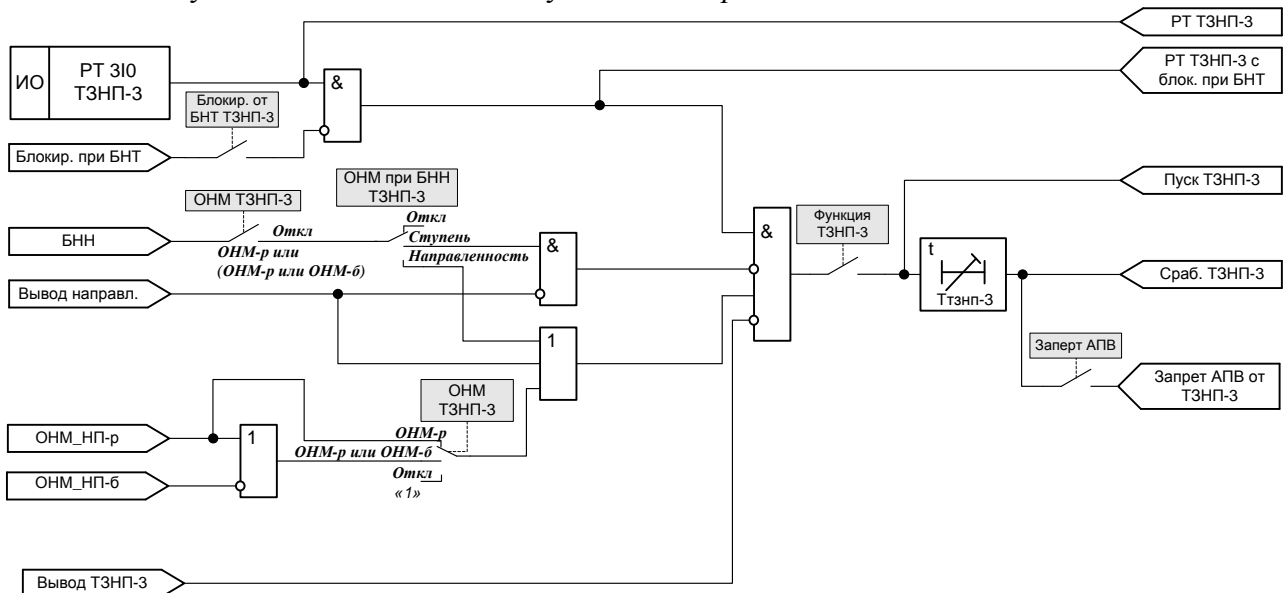 РТ ТЗНП-3
ИО
РТ 3I0
ТЗНП-3
&
РТ ТЗНП-3 с
блок. при БНТ
Блокир. от
БНТ ТЗНП-3
Блокир. при БНТ
ОНМ при БНН
ТЗНП-3
Пуск ТЗНП-3
ОНМ ТЗНП-3
Откл
Функция
ТЗНП-3
БНН
Откл
ОНМ-р или
(ОНМ-р или ОНМ-б)
Ступень
Направленность
&
&
t
Tтзнп-3
Сраб. ТЗНП-3
Вывод направл.
1
Заперт АПВ
Запрет АПВ от
ТЗНП-3
ОНМ
ТЗНП-3
ОНМ_НП-р
1
ОНМ-р
ОНМ-р или ОНМ-б
Откл
«1»
ОНМ_НП-б
Вывод ТЗНП-3